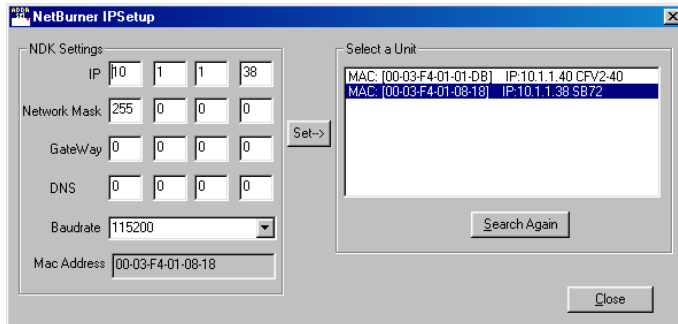 NetBurner IPSetup
NDK Settings
IP 10 1 1 38
Network Mask 255 0 0 0
GateWay 0 0 0 0
DNS 0 0 0 0
Baudrate 115200
Mac Address 00-03-F4-01-08-18
Set-->
Select a Unit
MAC: [00-03-F4-01-01-DB] IP:10.1.1.40 CFV2-40
MAC: [00-03-F4-01-08-18] IP:10.1.1.38 SB72
Search Again
Close